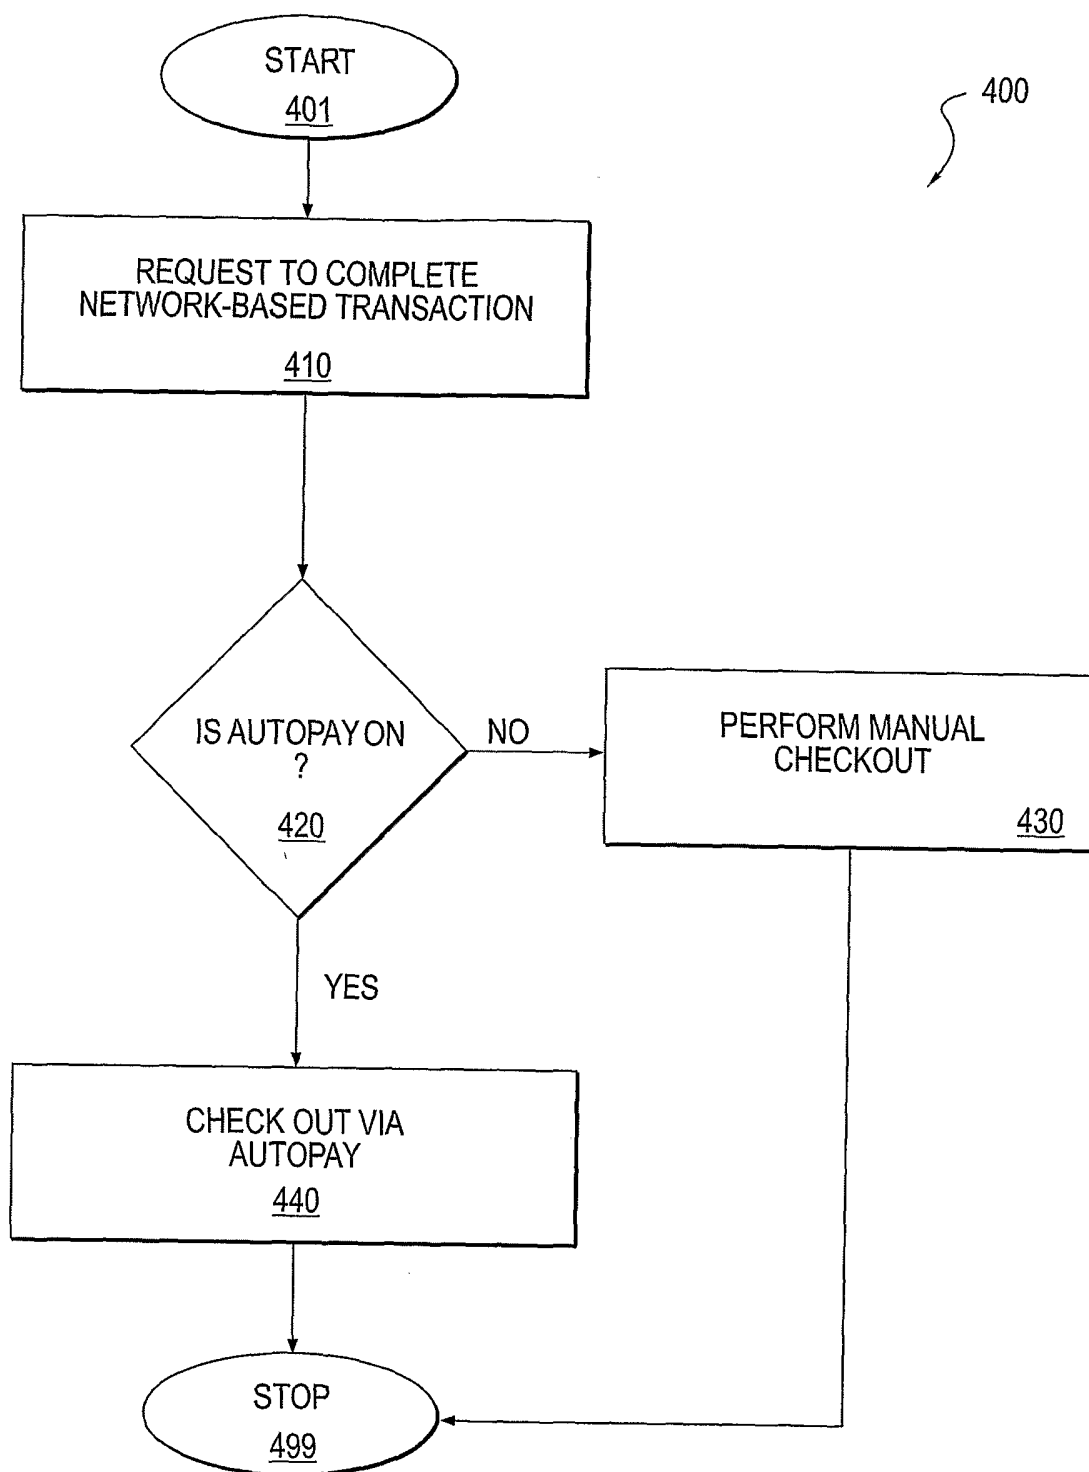 START
401
400
REQUEST TO COMPLETE
NETWORK-BASED TRANSACTION
410
IS AUTOPAY ON
?
420
NO
PERFORM MANUAL
CHECKOUT
430
YES
CHECK OUT VIA
AUTOPAY
440
STOP
499